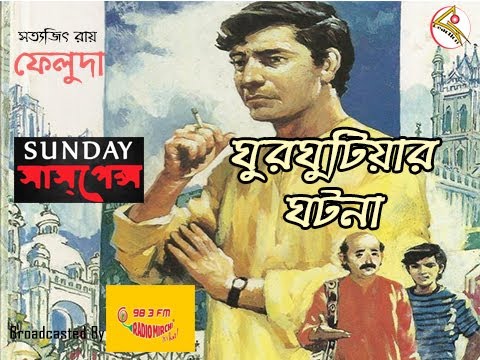 সত্যজিৎ রায়
ফেলুদা
SUNDAY
সাসপেন্স
ঘুরঘুটিয়ার
ঘটনা
Broadcasted By
98.3 FM
RADIO MIRCHI